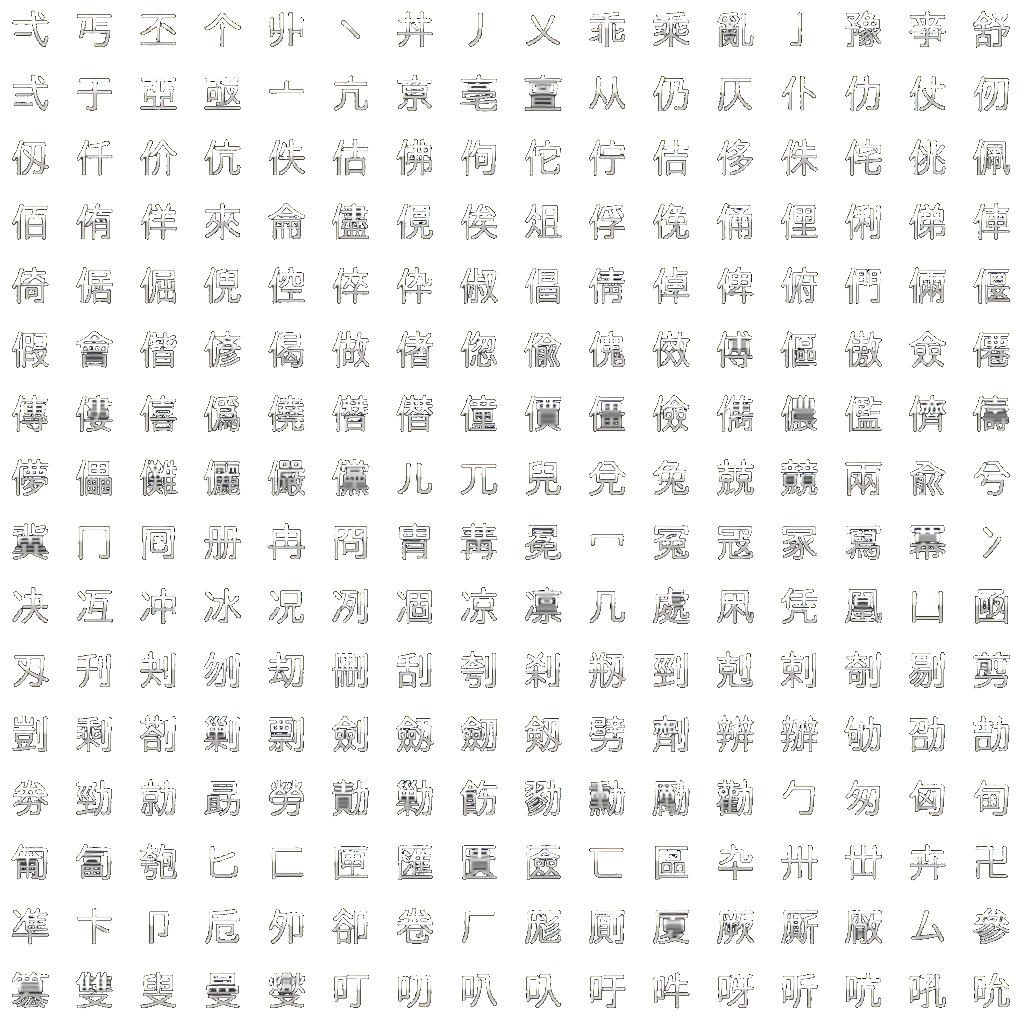 弌丐丕个丱丶丼丿乂乖乘亂亅豫亊舒
弍于亞亟亠亢亰亳亶从仍仄仆仂仗仞
仭仟价伉佚估佛佝佗佇佶侈侏侘佻佩
佰侑佯來侖儘俔俟俎俘俛俑俚俐俤俥
倚倨倔倪倥倅伜俶倡倩倬俾俯們倆偃
假會偕偐偈做偖偬偸傀傚傅傴傲僉僊
傳僂僖僞僥僭僣僮價僵儉儁儂儖儕儔
儚儡儺儷儼儻儿兀兒兌兔兢竸兩兪兮
冀冂囘册冉冏冑冓冕冖冤冦冢冩冪冫
决冱冲冰况冽凅凉凛几處凩凭凰凵凾
刄刋刔刎刧刪刮刳刹剏剄剋剌剞剔剪
剴剩剳剿剽劍劔劒剱劈劑辨辧劬劭劼
劵勁勍勗勞勣勦飭勠勳勵勸勹匆匈甸
匍匐匏匕匚匣匯匱匳匸區卆卅丗卉卍
凖卞卩卮夘卻卷厂厖厠厦厥厮厰厶參
簒雙叟曼燮叮叨叭叺吁吽呀听吭吼吮